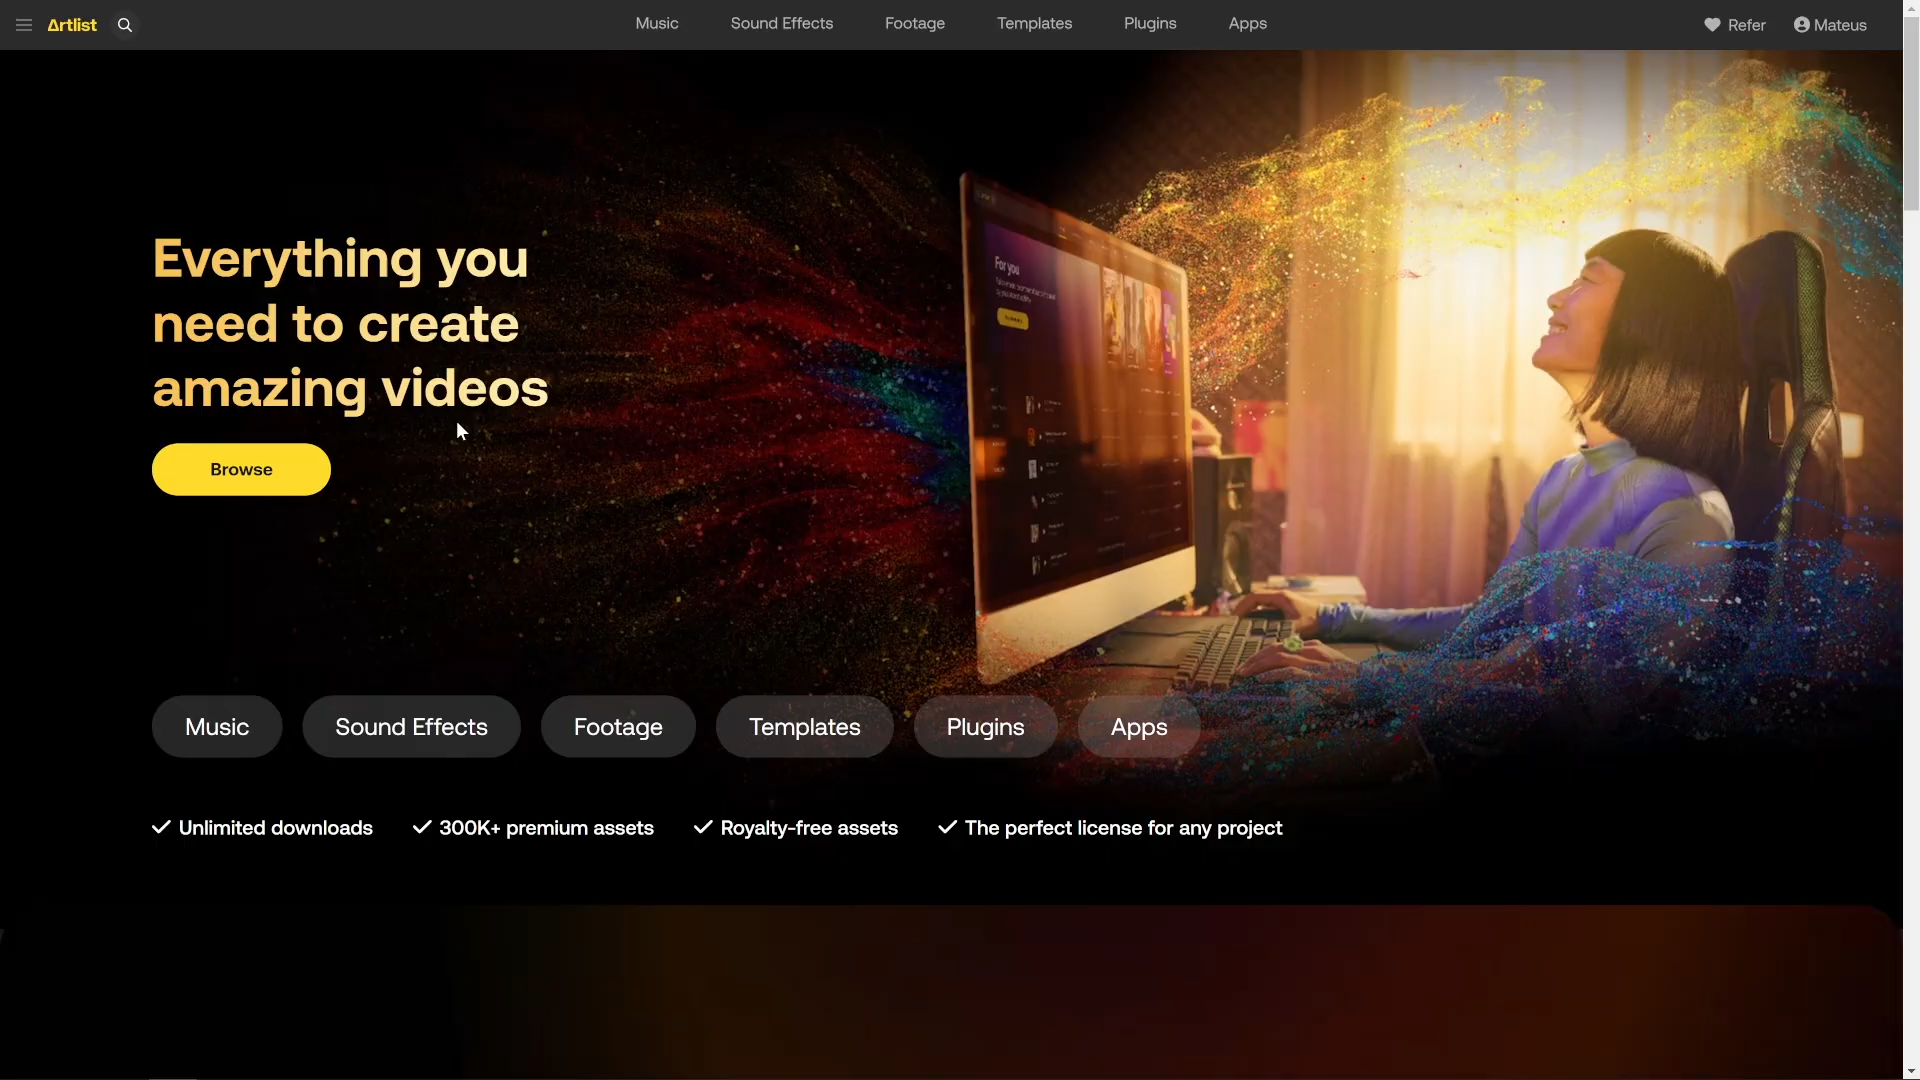 Artlist
Music
Sound Effects
Footage
Templates
Plugins
Apps
Refer
Mateus
Everything you
need to create
amazing videos
Browse
For you
Music
Sound Effects
Footage
Templates
Plugins
Apps
Unlimited downloads
300K+ premium assets
Royalty-free assets
The perfect license for any project